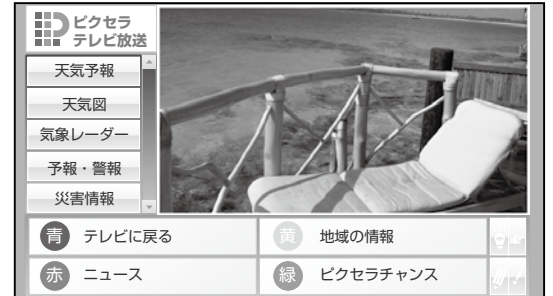 ピクセラ
テレビ放送
天気予報
天気図
気象レーダー
予報・警報
災害情報
青 テレビに戻る
黄 地域の情報
赤 ニュース
緑 ピクセラチャンス